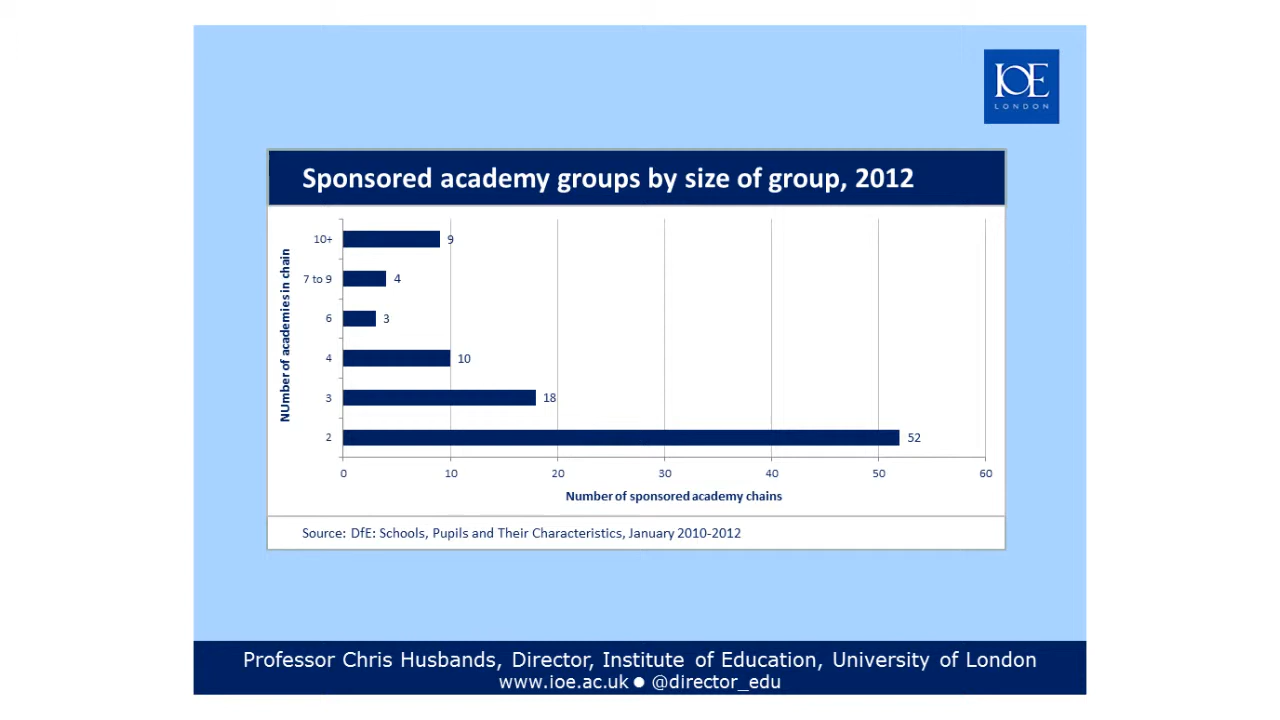 IOE
LONDON
Sponsored academy groups by size of group, 2012
NUmber of academies in chain
10+ 9
7 to 9 4
6 3
4 10
3 18
2 52
0 10 20 30 40 50 60
Number of sponsored academy chains
Source: DfE: Schools, Pupils and Their Characteristics, January 2010-2012
Professor Chris Husbands, Director, Institute of Education, University of London
www.ioe.ac.uk ● @director_edu